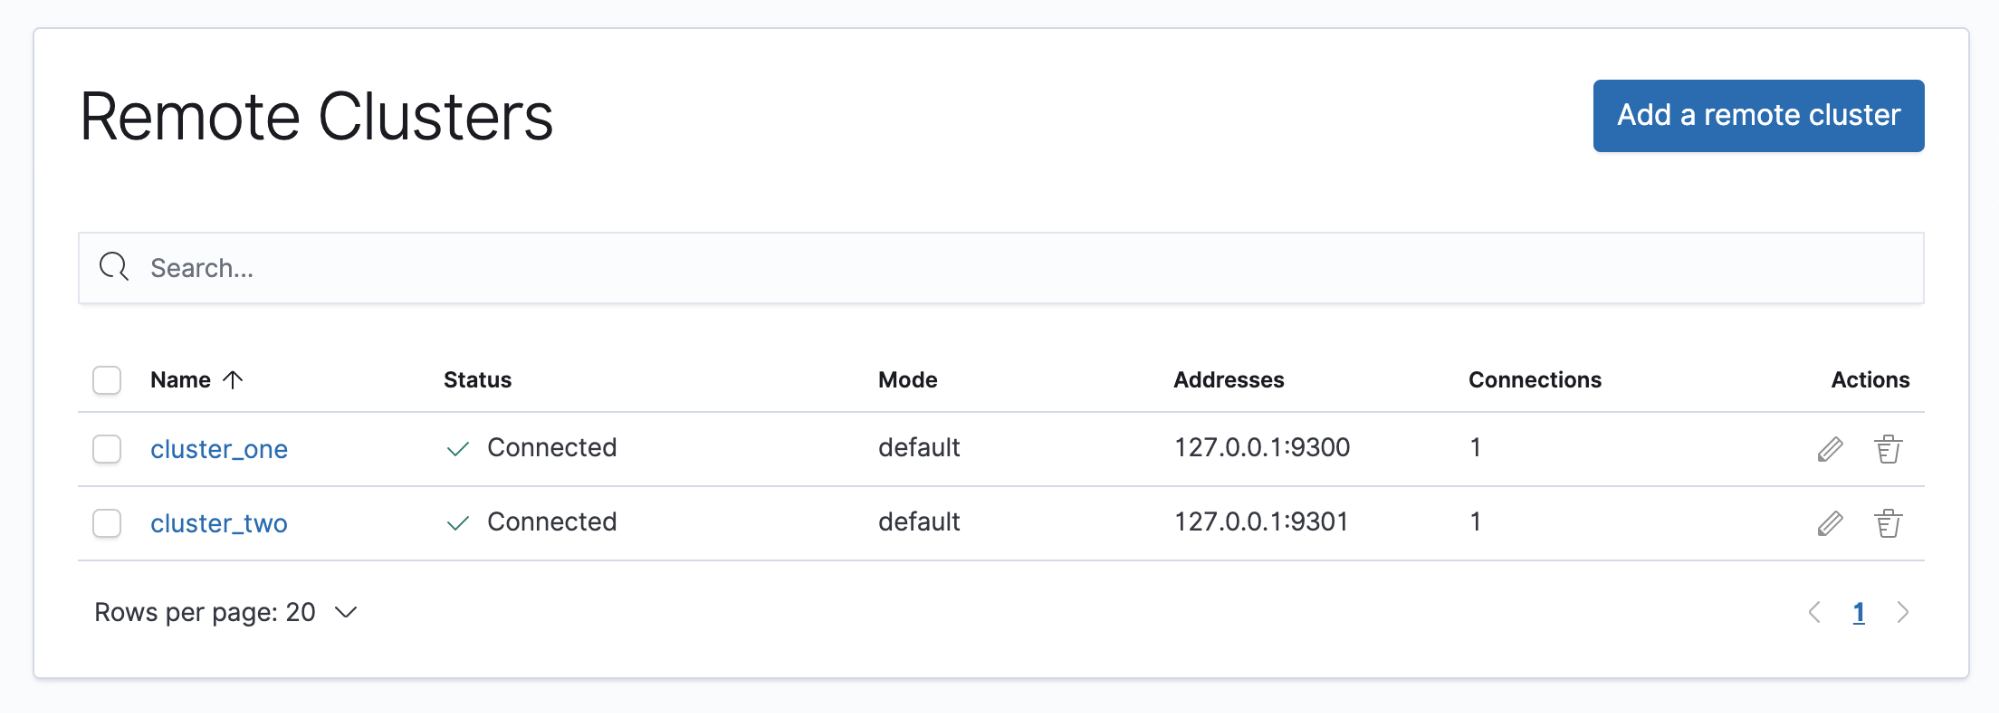 Remote Clusters
Add a remote cluster
Search...
Name Status Mode Addresses Connections Actions
cluster_one Connected default 127.0.0.1:9300 1
cluster_two Connected default 127.0.0.1:9301 1
Rows per page: 20 1